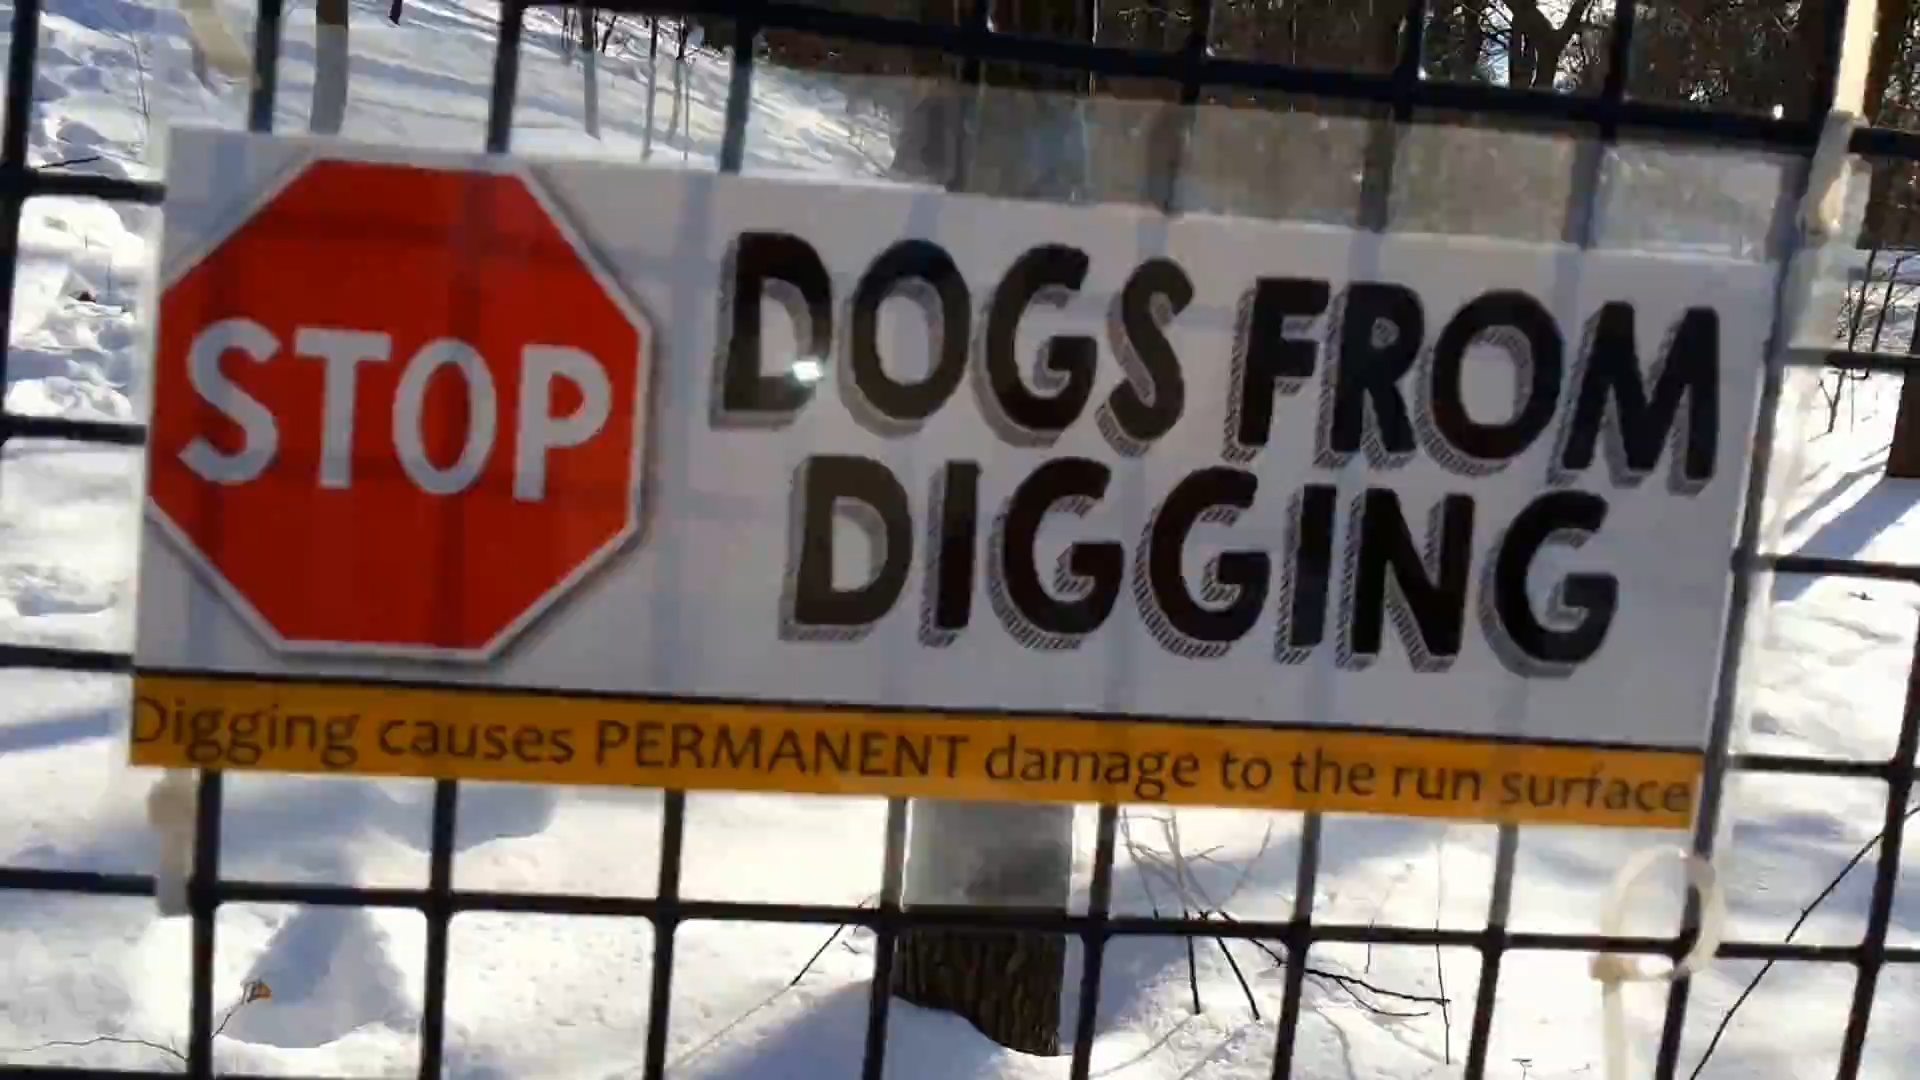 STOP
DOGS FROM
DIGGING
Digging causes PERMANENT damage to the run surface